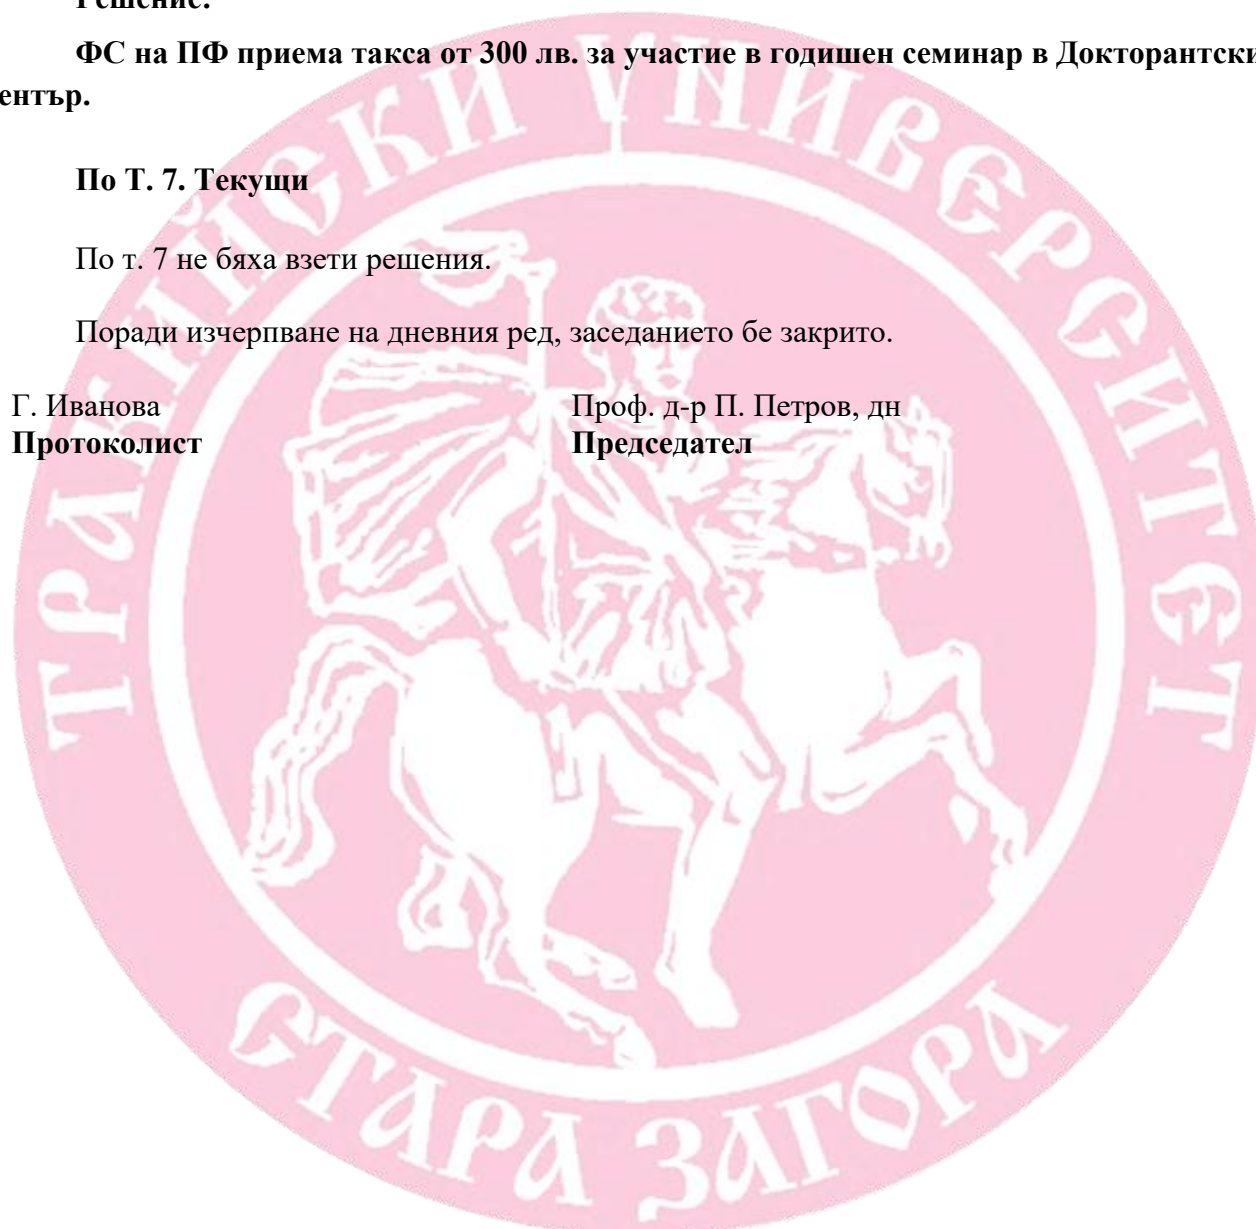 Решение:
ФС на ПФ приема такса от 300 лв. за участие в годишен семинар в Докторантски
ентър.
По Т. 7. Текущи
По т. 7 не бяха взети решения.
Поради изчерпване на дневния ред, заседанието бе закрито.
Г. Иванова Проф. д-р П. Петров, дн
Протоколист Председател
ТРАКИЙСКИ УНИВЕРСИТЕТ
СТАРА ЗАГОРА